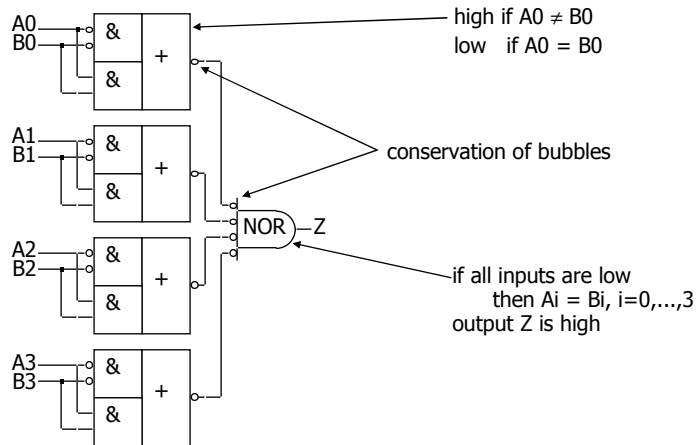 A0
B0
&
+
&
high if A0 ≠ B0
low if A0 = B0
A1
B1
&
+
&
conservation of bubbles
NOR
Z
A2
B2
&
+
&
if all inputs are low
then Ai = Bi, i=0,...,3
output Z is high
A3
B3
&
+
&